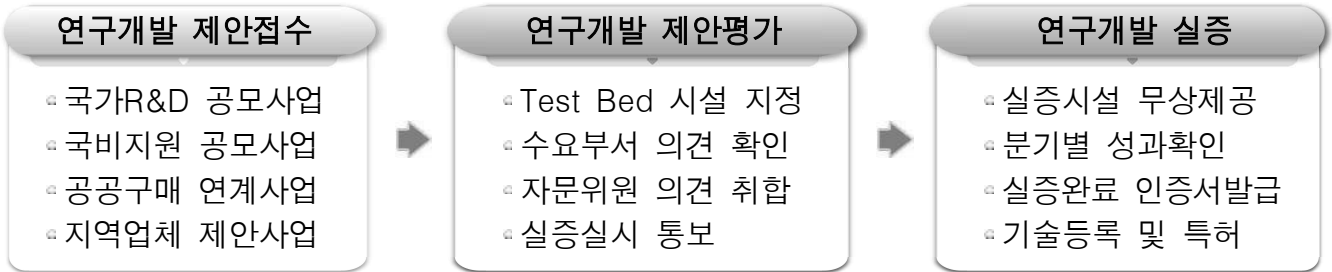 연구개발 제안접수
국가R&D 공모사업
국비지원 공모사업
공공구매 연계사업
지역업체 제안사업
연구개발 제안평가
Test Bed 시설 지정
수요부서 의견 확인
자문위원 의견 취합
실증실시 통보
연구개발 실증
실증시설 무상제공
분기별 성과확인
실증완료 인증서발급
기술등록 및 특허